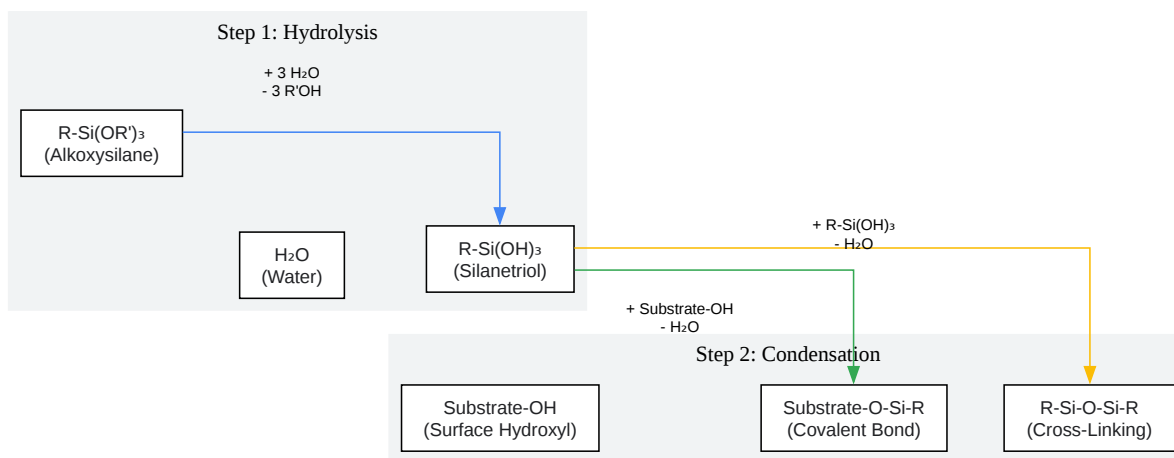 Step 1: Hydrolysis
+ 3 H₂O
- 3 R'OH
R-Si(OR')₃
(Alkoxysilane)
H₂O
(Water)
R-Si(OH)₃
(Silanetriol)
+ R-Si(OH)₃
- H₂O
+ Substrate-OH
- H₂O
Step 2: Condensation
Substrate-OH
(Surface Hydroxyl)
Substrate-O-Si-R
(Covalent Bond)
R-Si-O-Si-R
(Cross-Linking)